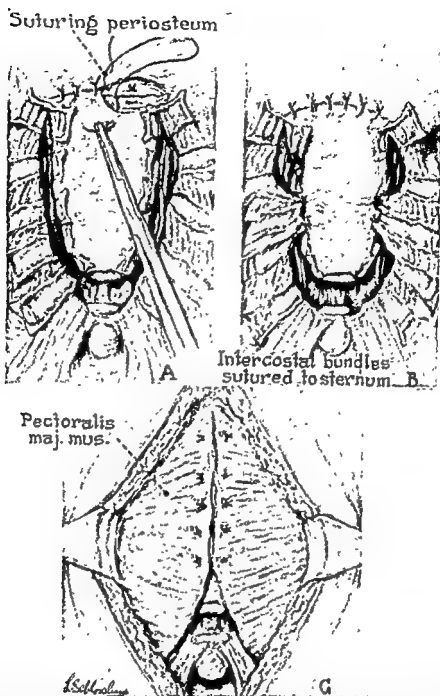 Suturing periosteum
A
Intercostal bundles
sutured to sternum B
Pectoralis
maj. mus.
C